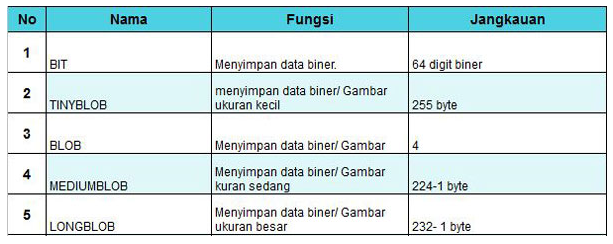 No Nama Fungsi Jangkauan
1 BIT Menyimpan data biner. 64 digit biner
2 TINYBLOB menyimpan data biner/ Gambar
ukuran kecil 255 byte
3 BLOB Menyimpan data biner/ Gambar 4
4 MEDIUMBLOB Menyimpan data biner/ Gambar
kuran sedang 224-1 byte
5 LONGBLOB Menyimpan data biner/ Gambar
ukuran besar 232- 1 byte